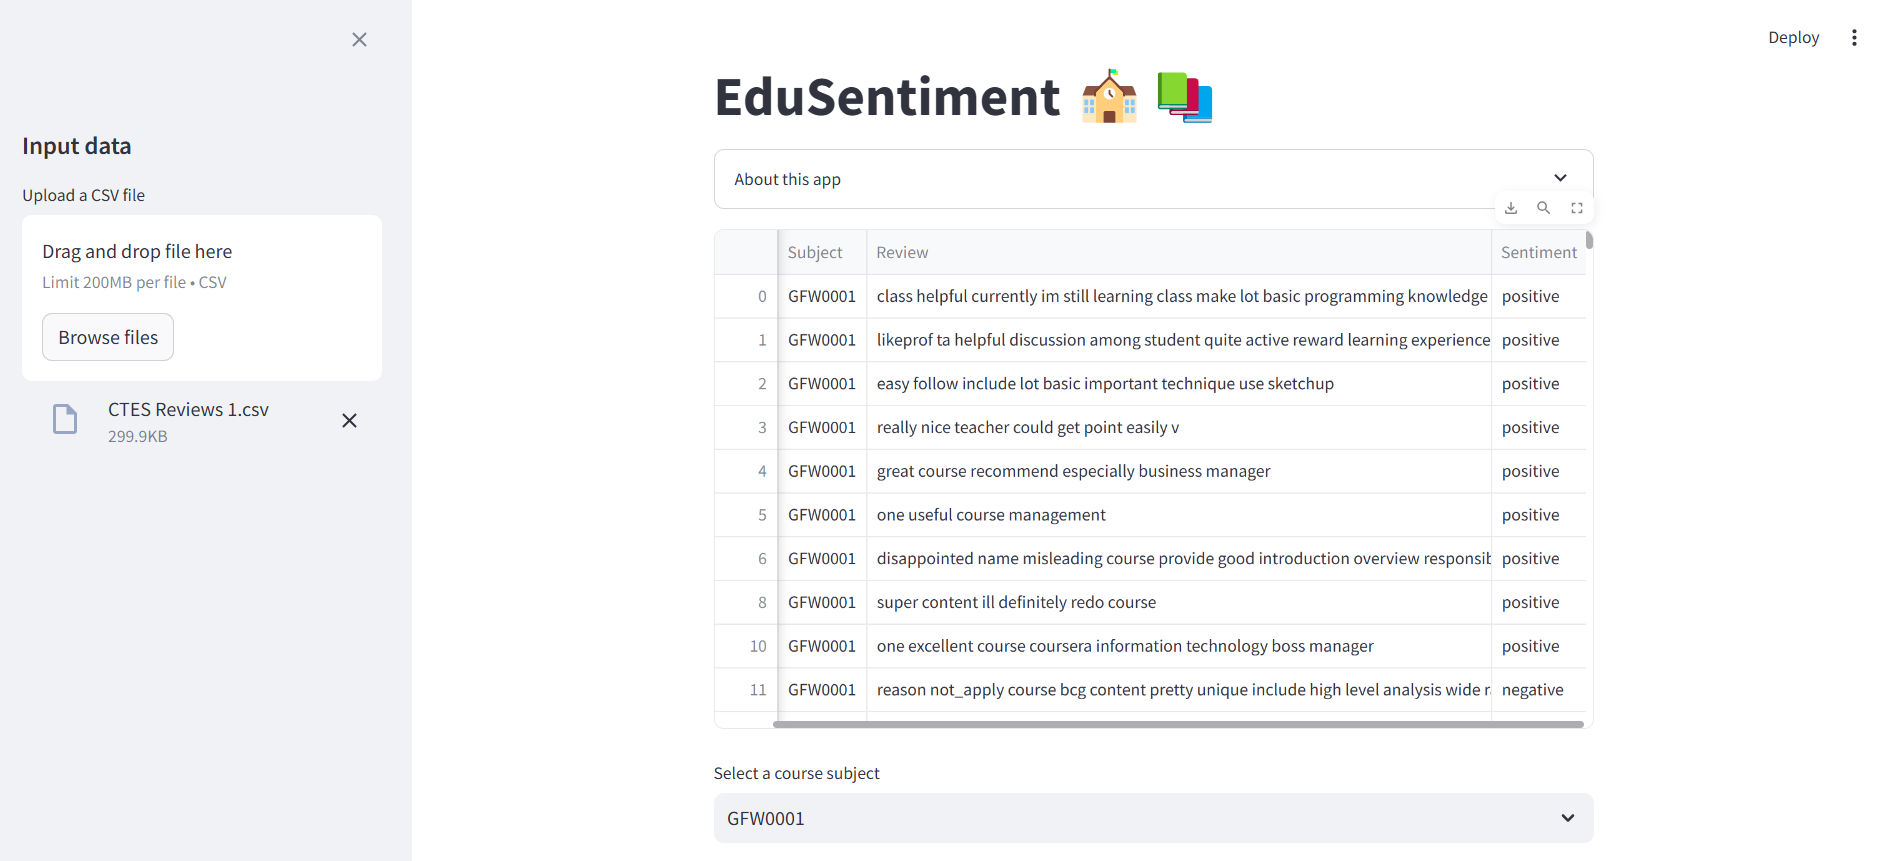 Deploy
Input data
Upload a CSV file
Drag and drop file here
Limit 200MB per file • CSV
Browse files
CTES Reviews 1.csv
299.9KB
EduSentiment
About this app
Subject Review Sentiment
0 GFW0001 class helpful currently im still learning class make lot basic programming knowledge positive
1 GFW0001 likeprof ta helpful discussion among student quite active reward learning experience positive
2 GFW0001 easy follow include lot basic important technique use sketchup positive
3 GFW0001 really nice teacher could get point easily v positive
4 GFW0001 great course recommend especially business manager positive
5 GFW0001 one useful course management positive
6 GFW0001 disappointed name misleading course provide good introduction overview responsib positive
8 GFW0001 super content ill definitely redo course positive
10 GFW0001 one excellent course coursera information technology boss manager positive
11 GFW0001 reason not_apply course bcg content pretty unique include high level analysis wide negative
Select a course subject
GFW0001